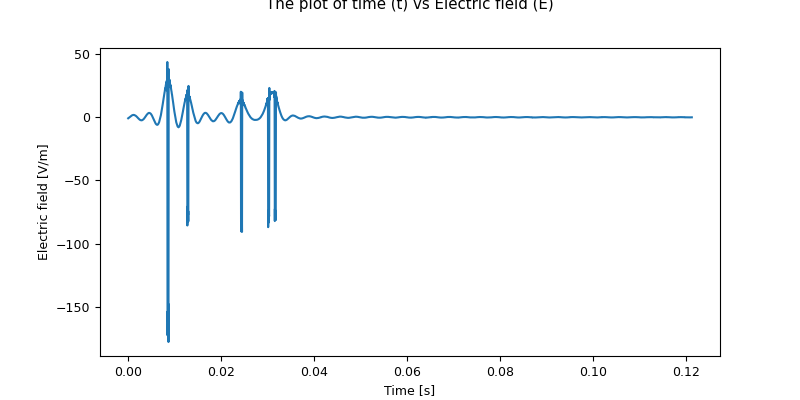 The plot of time (t) vs Electric field (E)
50
0
−50
−100
−150
Electric field [V/m]
0.00 0.02 0.04 0.06 0.08 0.10 0.12
Time [s]